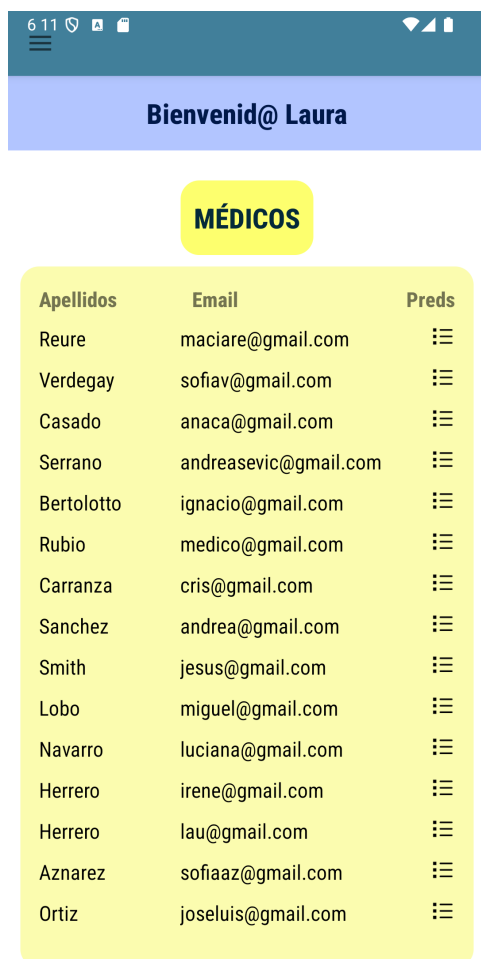 6 11
Bienvenid@ Laura
MÉDICOS
Apellidos Email Preds
Reure maciare@gmail.com
Verdegay sofiav@gmail.com
Casado anaca@gmail.com
Serrano andreasevic@gmail.com
Bertolotto ignacio@gmail.com
Rubio medico@gmail.com
Carranza cris@gmail.com
Sanchez andrea@gmail.com
Smith jesus@gmail.com
Lobo miguel@gmail.com
Navarro luciana@gmail.com
Herrero irene@gmail.com
Herrero lau@gmail.com
Aznarez sofiaaz@gmail.com
Ortiz joseluis@gmail.com